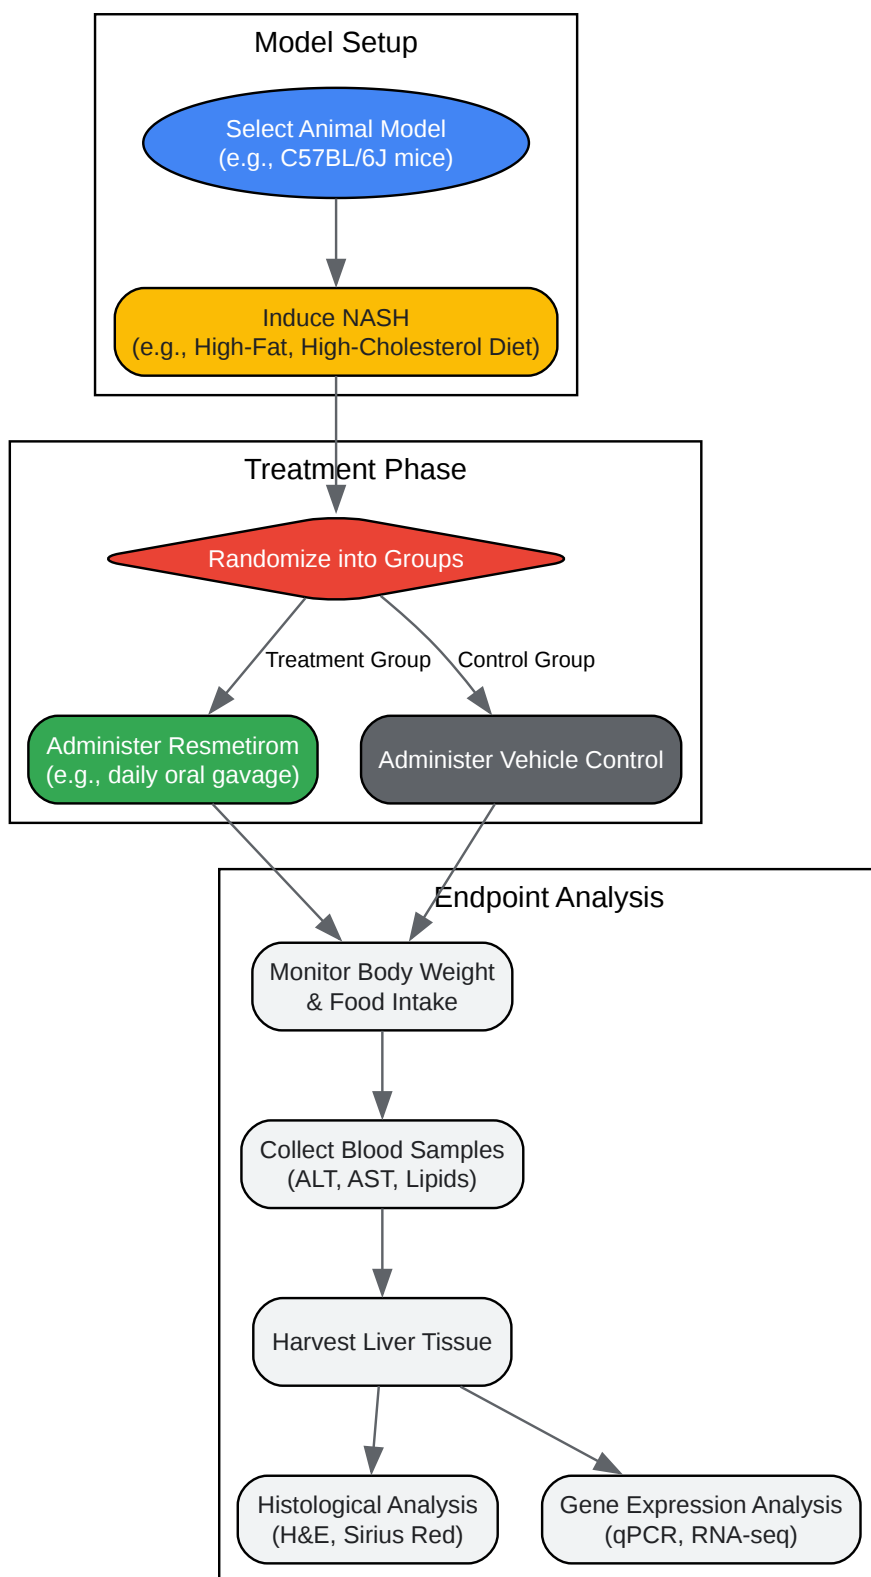 Model Setup
Select Animal Model
(e.g., C57BL/6J mice)
Induce NASH
(e.g., High-Fat, High-Cholesterol Diet)
Treatment Phase
Randomize into Groups
Treatment Group
Control Group
Administer Resmetirom
(e.g., daily oral gavage)
Administer Vehicle Control
Endpoint Analysis
Monitor Body Weight
& Food Intake
Collect Blood Samples
(ALT, AST, Lipids)
Harvest Liver Tissue
Histological Analysis
(H&E, Sirius Red)
Gene Expression Analysis
(qPCR, RNA-seq)